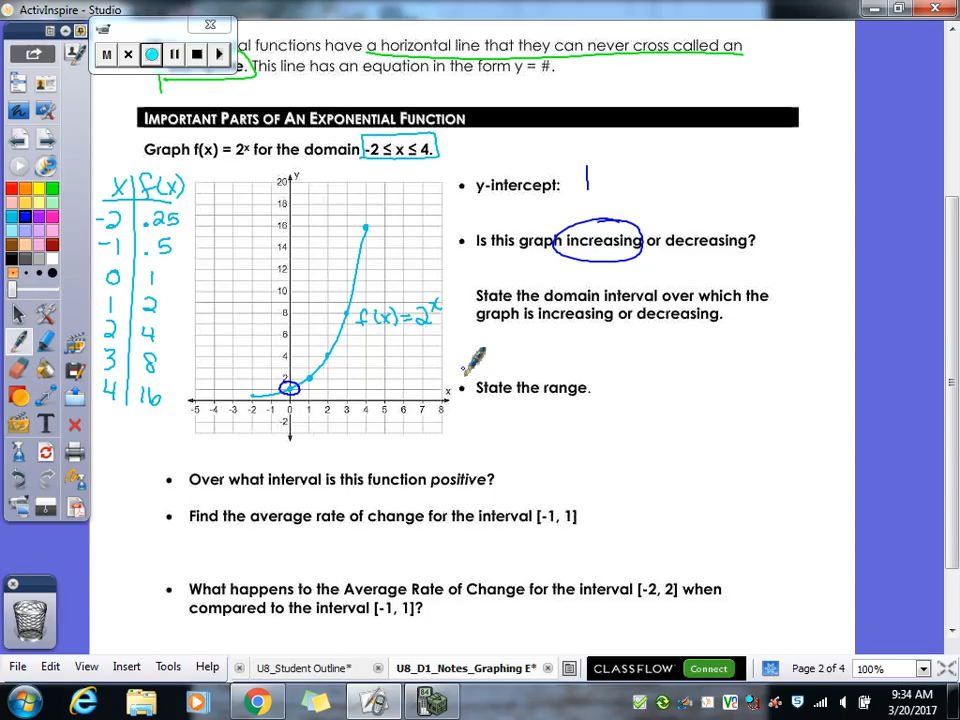 ActivInspire - Studio
al functions have a horizontal line that they can never cross called an
. This line has an equation in the form y = #.
IMPORTANT PARTS OF AN EXPONENTIAL FUNCTION
Graph f(x) = 2ˣ for the domain -2 ≤ x ≤ 4.
x f(x)
-2 .25
-1 .5
0 1
1 2
2 4
3 8
4 16
y
20
18
16
14
12
10
8
6
4
2
-2
x
-5 -4 -3 -2 -1 0 1 2 3 4 5 6 7 8
f(x)=2ˣ
• y-intercept: 1
• Is this graph increasing or decreasing?
State the domain interval over which the
graph is increasing or decreasing.
• State the range.
• Over what interval is this function positive?
• Find the average rate of change for the interval [-1, 1]
• What happens to the Average Rate of Change for the interval [-2, 2] when
compared to the interval [-1, 1]?
File Edit View Insert Tools Help
U8_Student Outline*
U8_D1_Notes_Graphing E*
CLASSFLOW Connect
Page 2 of 4
100%
9:34 AM
3/20/2017